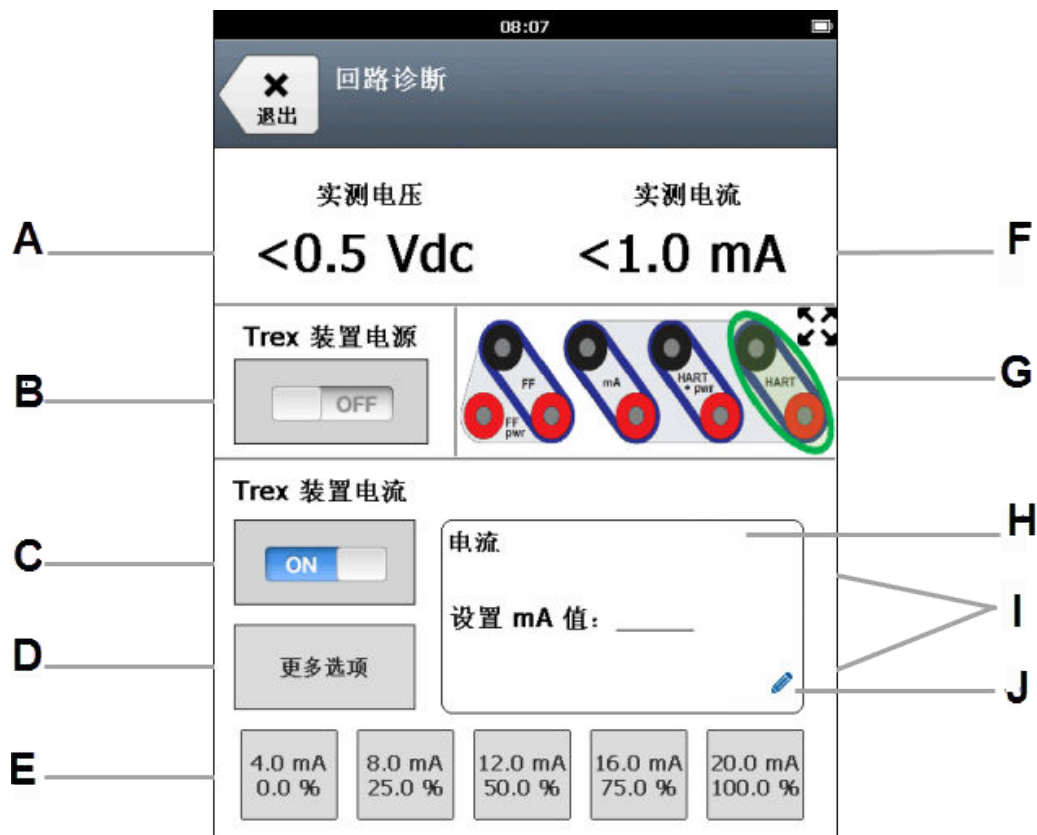 08:07
退出
回路诊断
实测电压
实测电流
A
<0.5 Vdc
<1.0 mA
F
Trex 装置电源
B
OFF
FF
FF pwr
mA
HART + pwr
HART
G
Trex 装置电流
C
ON
电流
H
设置 mA 值：______
I
D
更多选项
J
E
4.0 mA
0.0 %
8.0 mA
25.0 %
12.0 mA
50.0 %
16.0 mA
75.0 %
20.0 mA
100.0 %